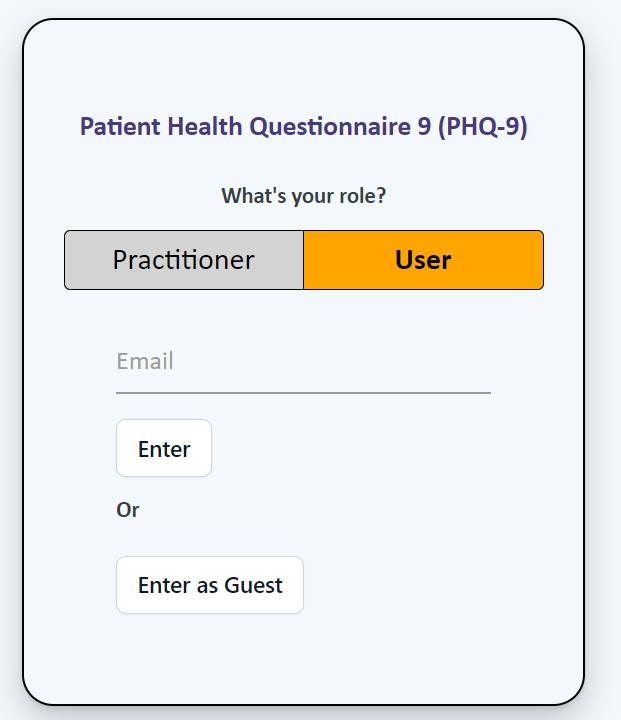 Patient Health Questionnaire 9 (PHQ-9)
What's your role?
Practitioner
User
Email
Enter
Or
Enter as Guest